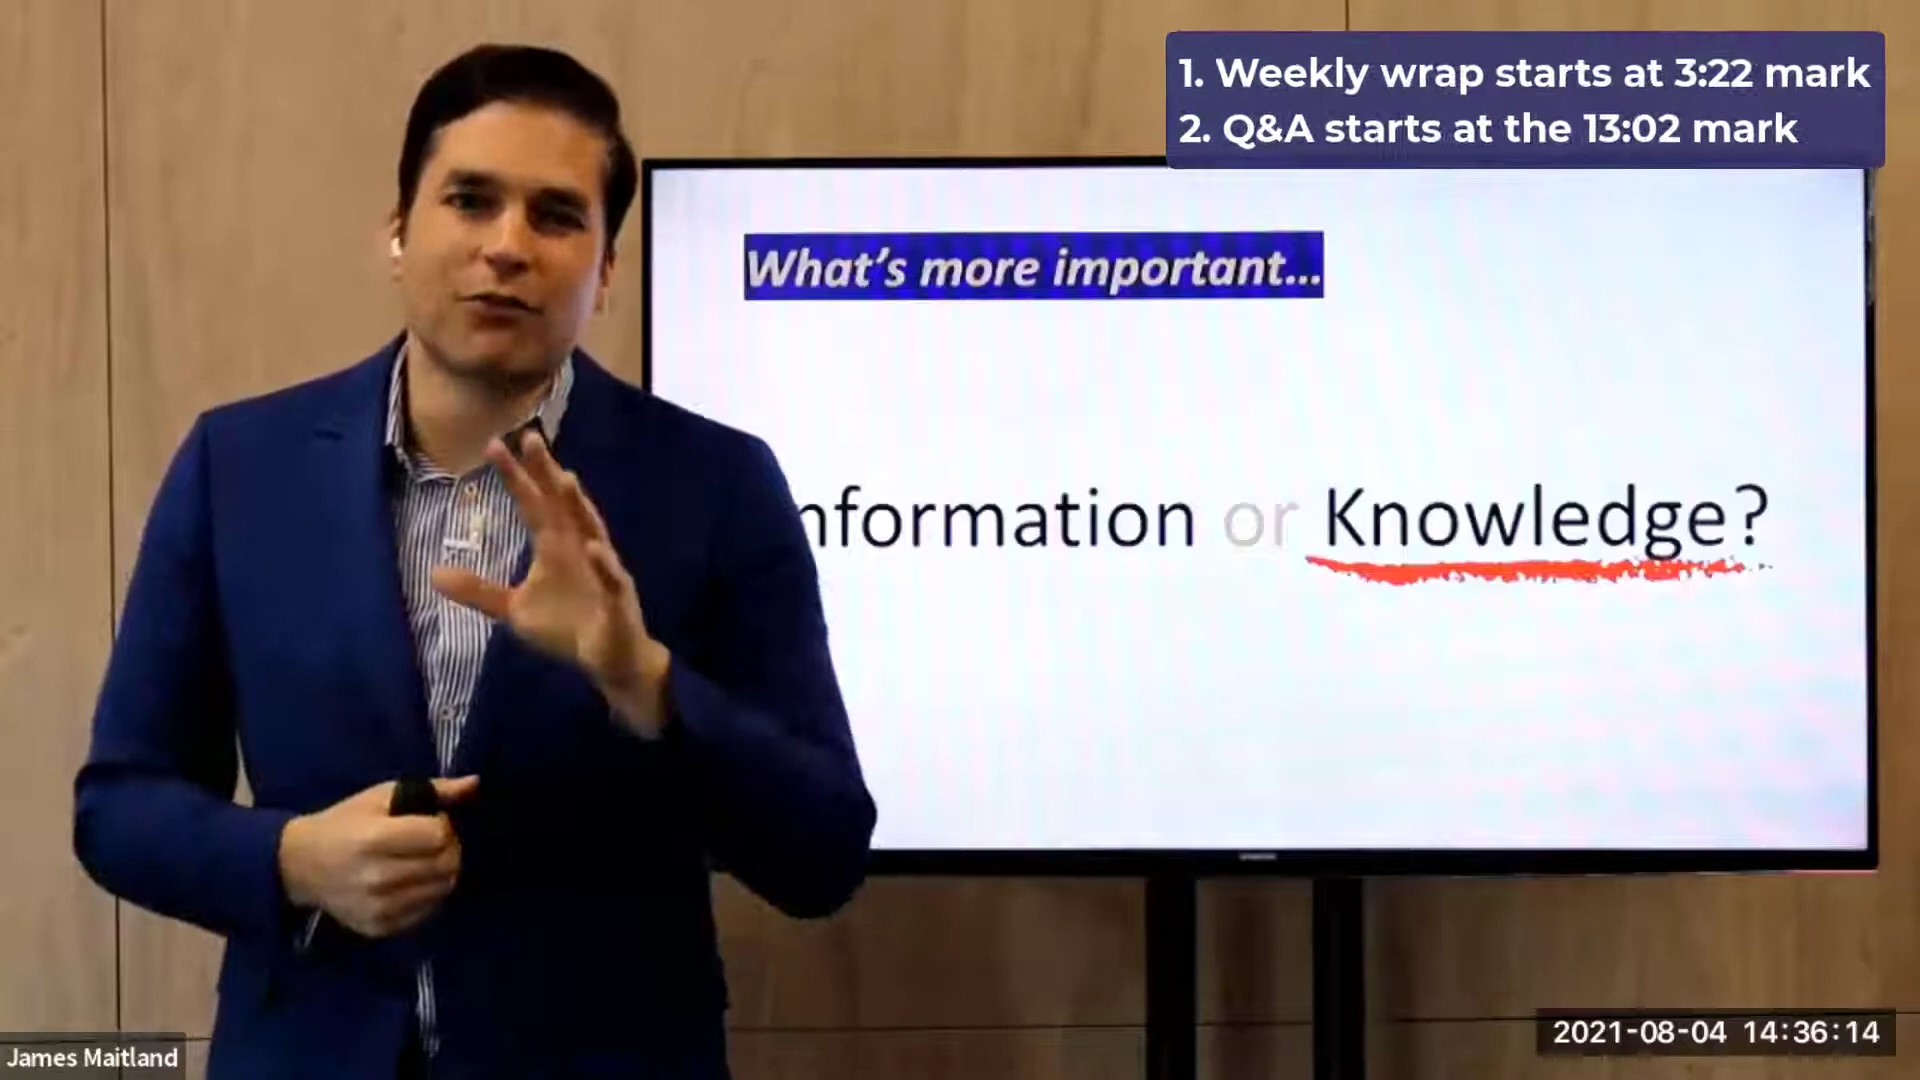 1. Weekly wrap starts at 3:22 mark
2. Q&A starts at the 13:02 mark
What's more important...
nformation or Knowledge?
2021-08-04 14:36:14
James Maitland